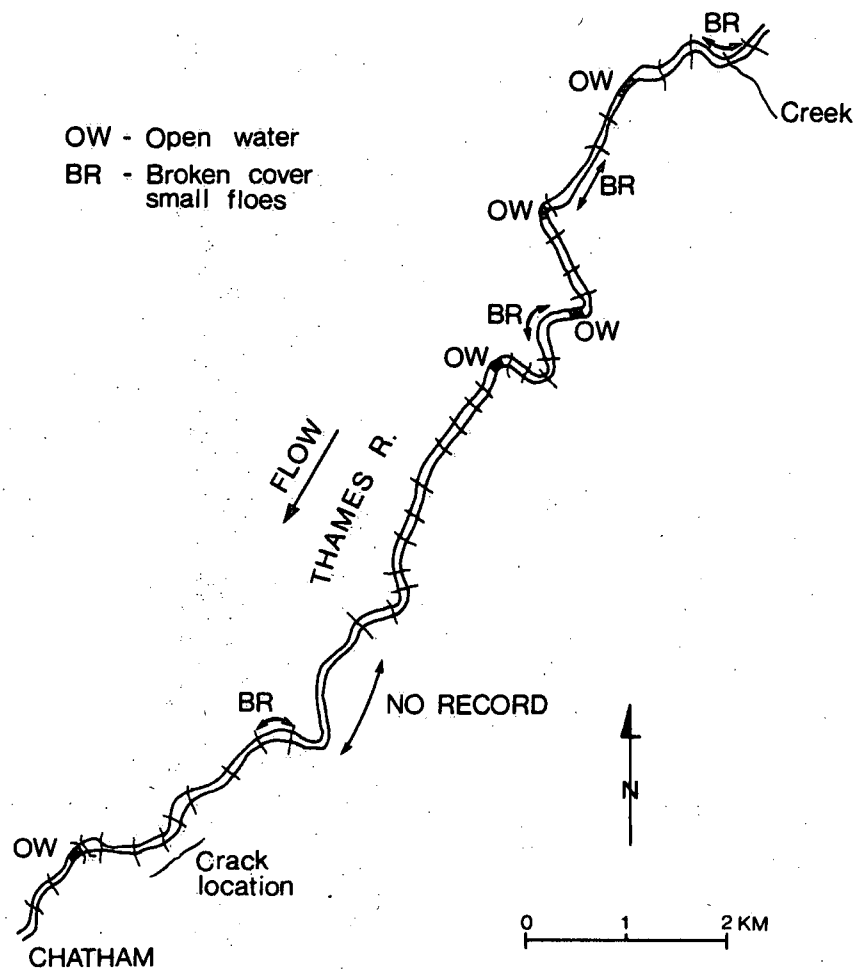 BR
OW
Creek
OW - Open water
BR - Broken cover
small floes
BR
OW
BR
OW
OW
FLOW
THAMES R.
NO RECORD
BR
N
OW
Crack
location
0 1 2 KM
CHATHAM